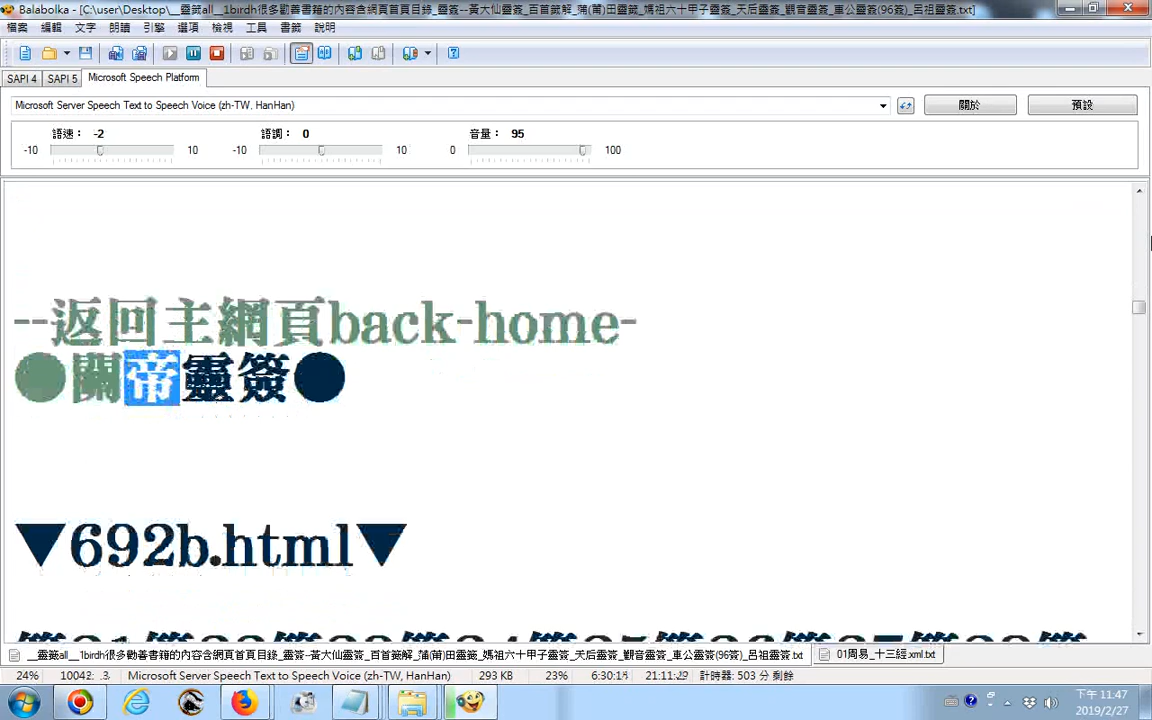 Balabolka - [C:\user\Desktop\__靈籤all__1birdh很多勸善書籍的內容含網頁首頁目錄_靈簽--黃大仙靈簽_百首籤解_蒲(莆)田靈籤_媽祖六十甲子靈簽_天后靈簽_觀音靈簽_車公靈簽(96簽)_呂祖靈簽.txt]
檔案 編輯 文字 朗讀 引擎 選項 檢視 工具 書籤 說明
SAPI 4 SAPI 5 Microsoft Speech Platform
Microsoft Server Speech Text to Speech Voice (zh-TW, HanHan) 關於 預設
語速： -2 語調： 0 音量： 95
-10 10 -10 10 0 100
--返回主網頁back-home-
●關帝靈簽●
▼692b.html▼
__靈籤all__1birdh很多勸善書籍的內容含網頁首頁目錄_靈簽--黃大仙靈簽_百首籤解_蒲(莆)田靈籤_媽祖六十甲子靈簽_天后靈簽_觀音靈簽_車公靈簽(96簽)_呂祖靈簽.txt 01周易_十三經.xml.txt
24% Microsoft Server Speech Text to Speech Voice (zh-TW, HanHan) 293 KB 23% 計時器: 503 分 剩餘
下午 11:47
2019/2/27